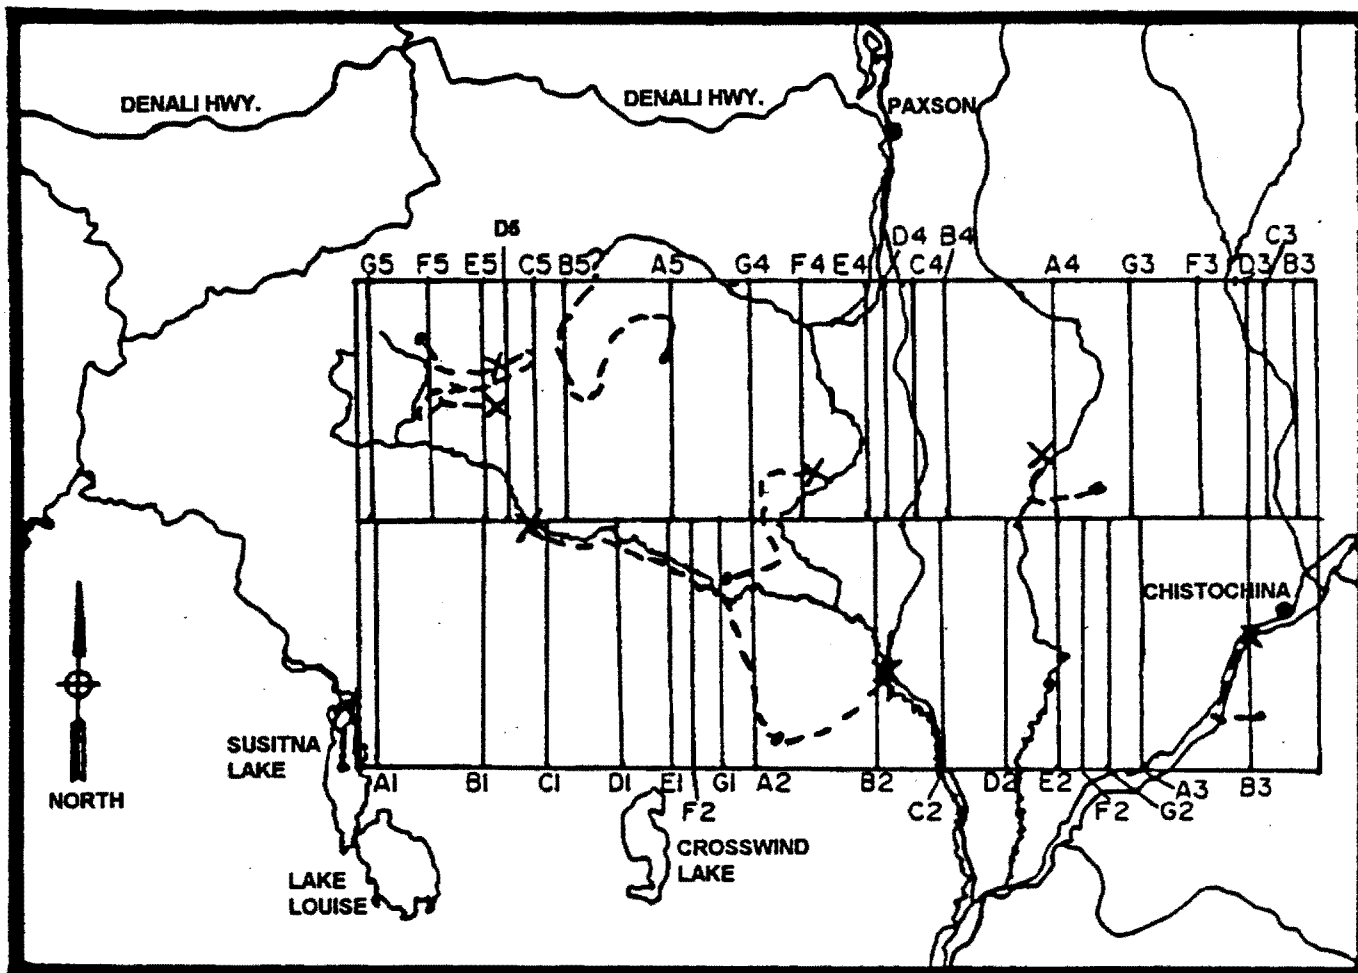 DENALI HWY.
DENALI HWY.
PAXSON
D5
D4 B4
C3
G5 F5 E5 C5 B5 A5 G4 F4 E4 C4 A4 G3 F3 D3 B3
CHISTOCHINA
SUSITNA
LAKE
A1 B1 C1 D1 E1 G1 A2 B2 D2 E2 A3 B3
F2 C2 F2 G2
NORTH
CROSSWIND
LAKE
LAKE
LOUISE